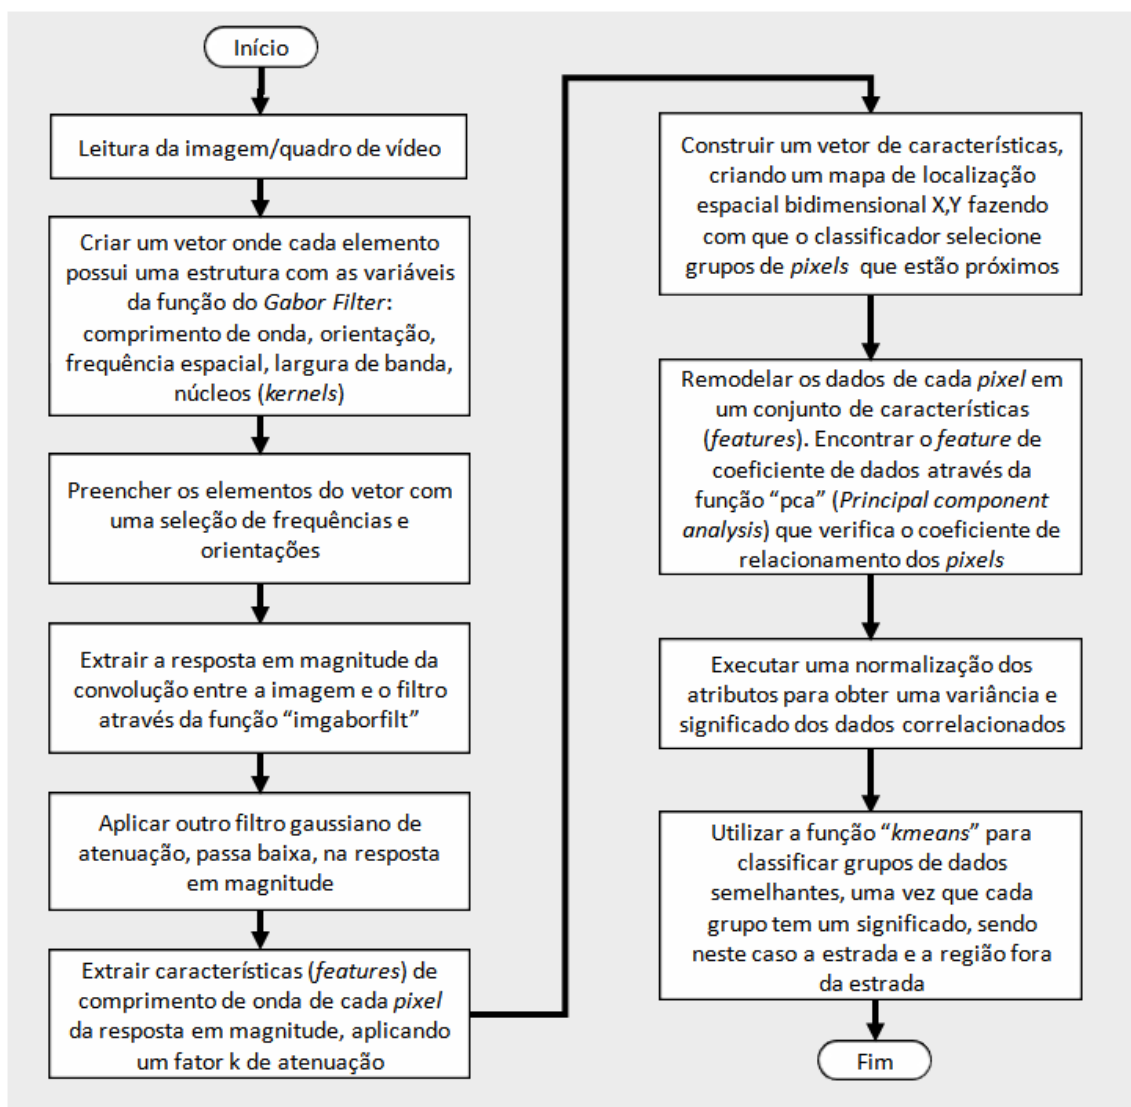 Início
Leitura da imagem/quadro de vídeo
Criar um vetor onde cada elemento
possui uma estrutura com as variáveis
da função do Gabor Filter:
comprimento de onda, orientação,
frequência espacial, largura de banda,
núcleos (kernels)
Preencher os elementos do vetor com
uma seleção de frequências e
orientações
Extrair a resposta em magnitude da
convolução entre a imagem e o filtro
através da função “imgaborfilt”
Aplicar outro filtro gaussiano de
atenuação, passa baixa, na resposta
em magnitude
Extrair características (features) de
comprimento de onda de cada pixel
da resposta em magnitude, aplicando
um fator k de atenuação
Construir um vetor de características,
criando um mapa de localização
espacial bidimensional X,Y fazendo
com que o classificador selecione
grupos de pixels que estão próximos
Remodelar os dados de cada pixel em
um conjunto de características
(features). Encontrar o feature de
coeficiente de dados através da
função “pca” (Principal component
analysis) que verifica o coeficiente de
relacionamento dos pixels
Executar uma normalização dos
atributos para obter uma variância e
significado dos dados correlacionados
Utilizar a função “kmeans” para
classificar grupos de dados
semelhantes, uma vez que cada
grupo tem um significado, sendo
neste caso a estrada e a região fora
da estrada
Fim